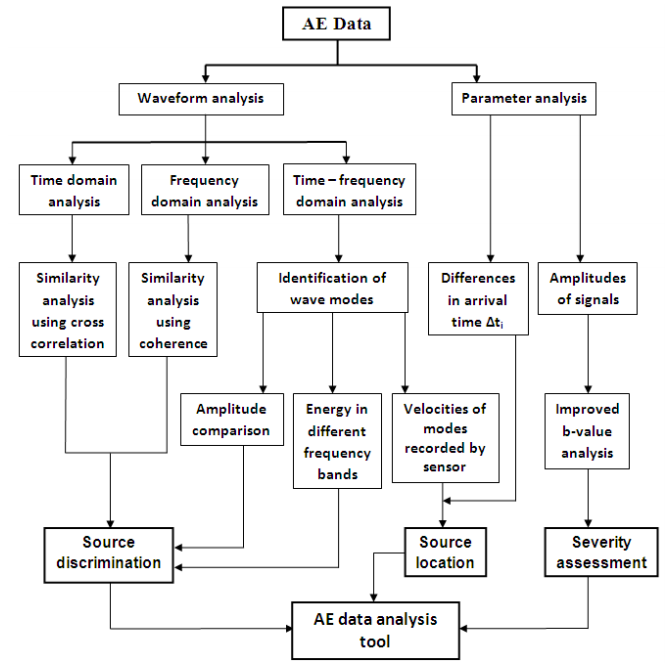 AE Data
Waveform analysis
Parameter analysis
Time domain
analysis
Frequency
domain analysis
Time – frequency
domain analysis
Similarity
analysis
using cross
correlation
Similarity
analysis
using
coherence
Identification of
wave modes
Differences
in arrival
time Δti
Amplitudes
of signals
Amplitude
comparison
Energy in
different
frequency
bands
Velocities of
modes
recorded by
sensor
Improved
b-value
analysis
Source
discrimination
Source
location
Severity
assessment
AE data analysis
tool